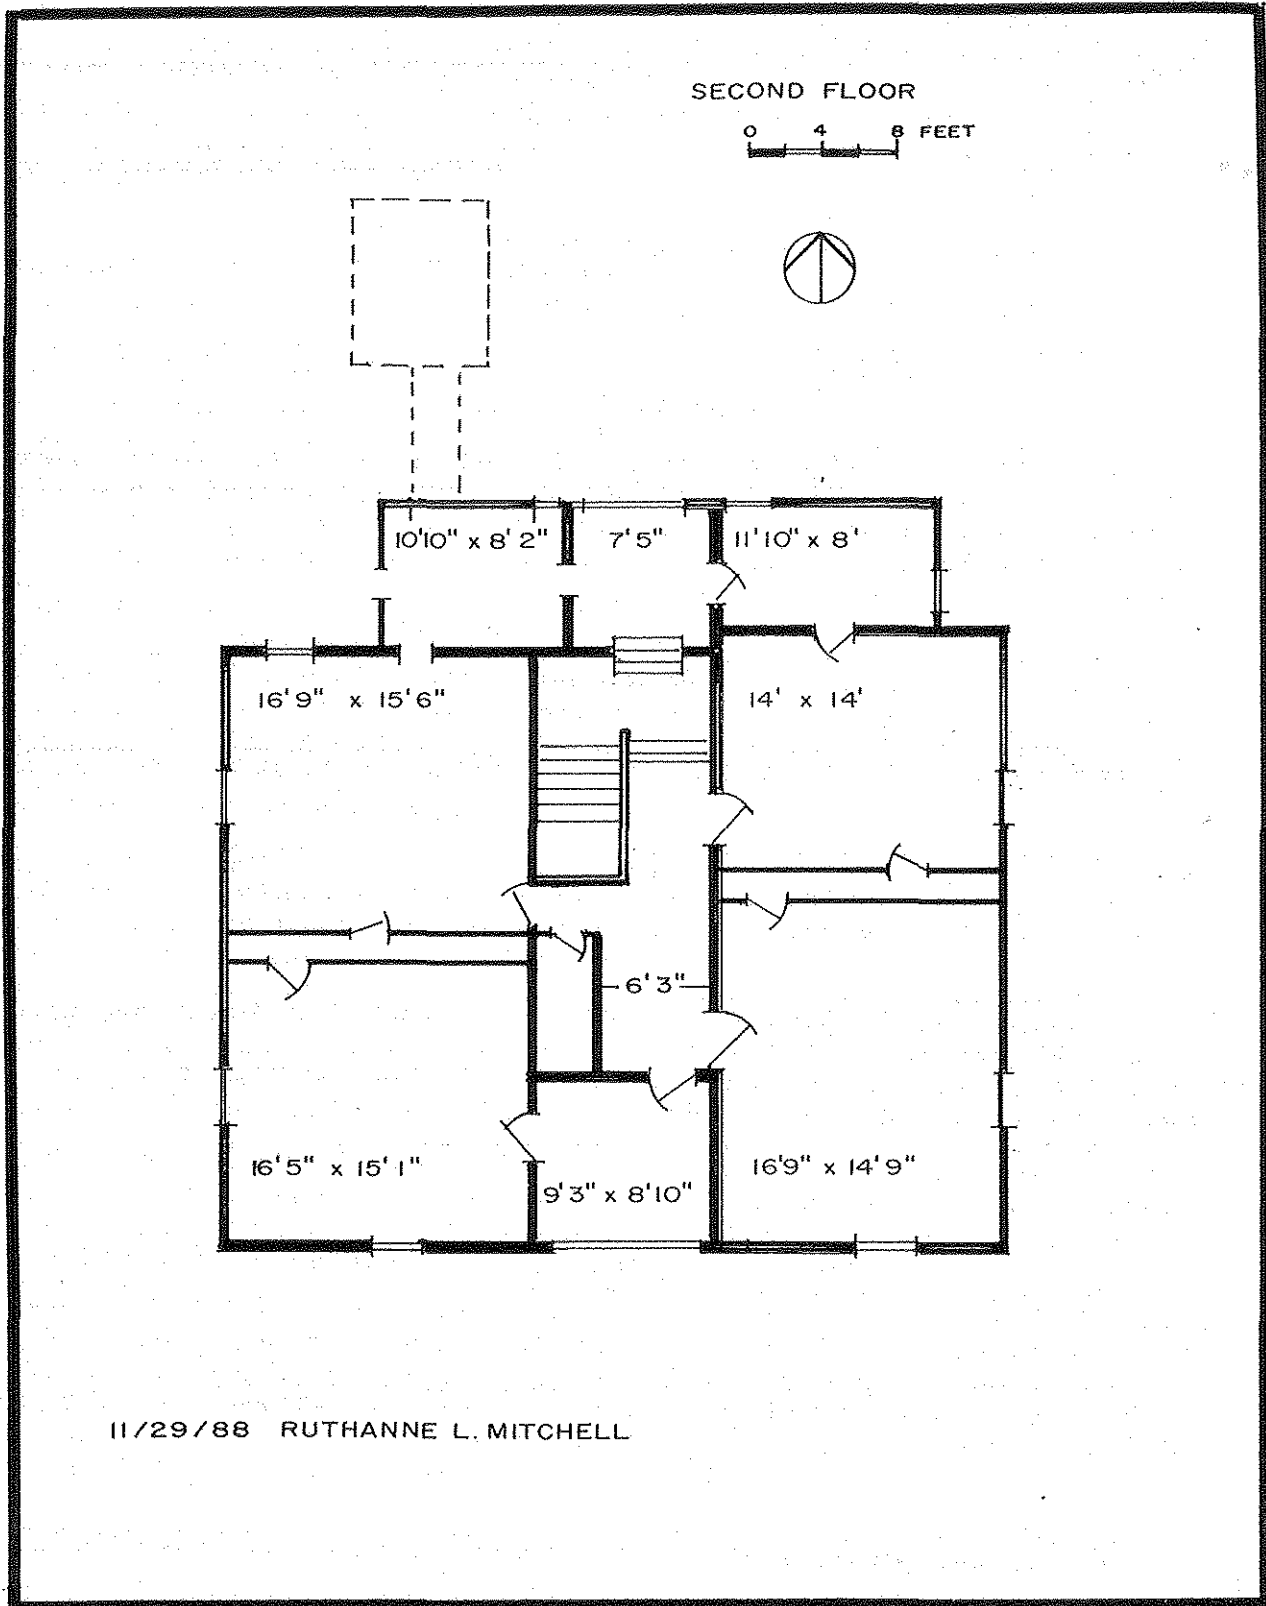 SECOND FLOOR
0 4 8 FEET
10'10" x 8'2"
7'5"
11'10" x 8'
16'9" x 15'6"
14' x 14'
6'3"
16'5" x 15'1"
9'3" x 8'10"
16'9" x 14'9"
11/29/88 RUTHANNE L. MITCHELL